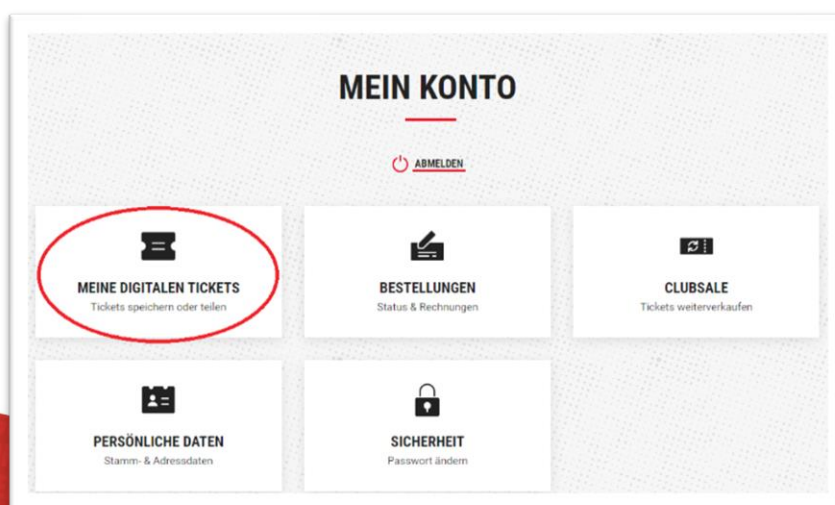 MEIN KONTO
ABMELDEN
MEINE DIGITALEN TICKETS
Tickets speichern oder teilen
BESTELLUNGEN
Status & Rechnungen
CLUBSALE
Tickets weiterverkaufen
PERSÖNLICHE DATEN
Stamm- & Adressdaten
SICHERHEIT
Passwort ändern